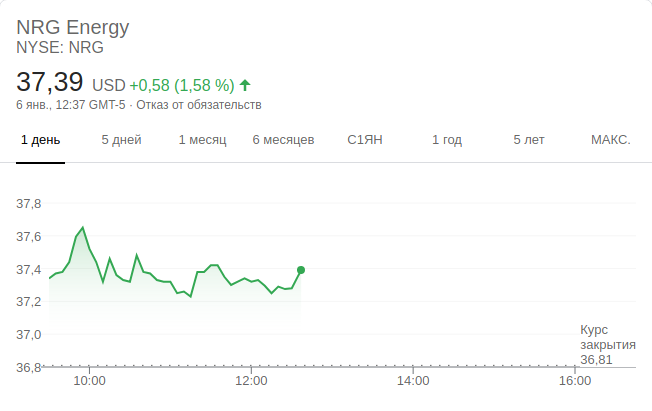 NRG Energy
NYSE: NRG
37,39 USD +0,58 (1,58 %)
6 янв., 12:37 GMT-5 · Отказ от обязательств
1 день 5 дней 1 месяц 6 месяцев С1ЯН 1 год 5 лет МАКС.
37,8
37,6
37,4
37,2
37,0
36,8
Курс
закрытия
36,81
10:00 12:00 14:00 16:00